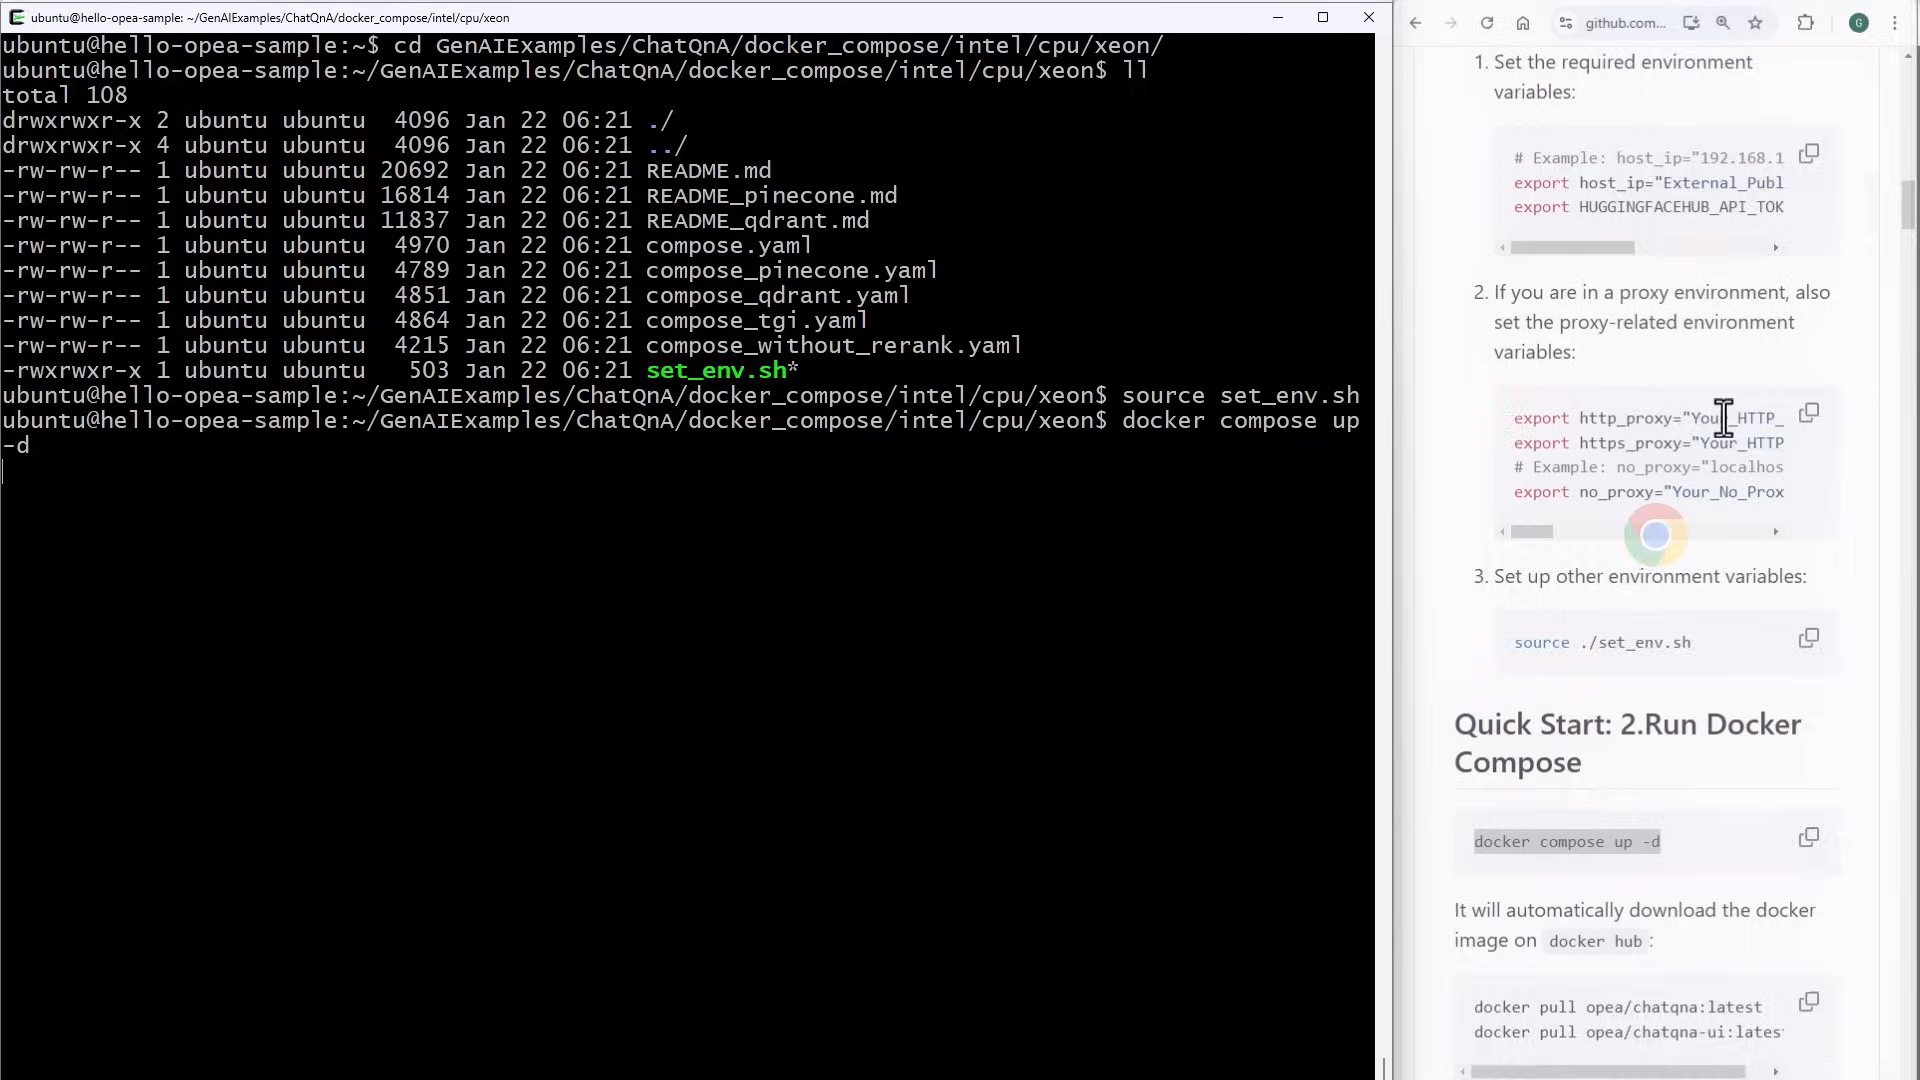 ubuntu@hello-opea-sample: ~/GenAIExamples/ChatQnA/docker_compose/intel/cpu/xeon
ubuntu@hello-opea-sample:~$ cd GenAIExamples/ChatQnA/docker_compose/intel/cpu/xeon/
ubuntu@hello-opea-sample:~/GenAIExamples/ChatQnA/docker_compose/intel/cpu/xeon$ ll
total 108
drwxrwxr-x 2 ubuntu ubuntu  4096 Jan 22 06:21 ./
drwxrwxr-x 4 ubuntu ubuntu  4096 Jan 22 06:21 ../
-rw-rw-r-- 1 ubuntu ubuntu 20692 Jan 22 06:21 README.md
-rw-rw-r-- 1 ubuntu ubuntu 16814 Jan 22 06:21 README_pinecone.md
-rw-rw-r-- 1 ubuntu ubuntu 11837 Jan 22 06:21 README_qdrant.md
-rw-rw-r-- 1 ubuntu ubuntu  4970 Jan 22 06:21 compose.yaml
-rw-rw-r-- 1 ubuntu ubuntu  4789 Jan 22 06:21 compose_pinecone.yaml
-rw-rw-r-- 1 ubuntu ubuntu  4851 Jan 22 06:21 compose_qdrant.yaml
-rw-rw-r-- 1 ubuntu ubuntu  4864 Jan 22 06:21 compose_tgi.yaml
-rw-rw-r-- 1 ubuntu ubuntu  4215 Jan 22 06:21 compose_without_rerank.yaml
-rwxrwxr-x 1 ubuntu ubuntu   503 Jan 22 06:21 set_env.sh*
ubuntu@hello-opea-sample:~/GenAIExamples/ChatQnA/docker_compose/intel/cpu/xeon$ source set_env.sh
ubuntu@hello-opea-sample:~/GenAIExamples/ChatQnA/docker_compose/intel/cpu/xeon$ docker compose up
-d
github.com...
G
1. Set the required environment
variables:
# Example: host_ip="192.168.1
export host_ip="External_Publ
export HUGGINGFACEHUB_API_TOK
2. If you are in a proxy environment, also
set the proxy-related environment
variables:
export http_proxy="Your_HTTP_
export https_proxy="Your_HTTP
# Example: no_proxy="localhos
export no_proxy="Your_No_Prox
3. Set up other environment variables:
source ./set_env.sh
Quick Start: 2.Run Docker
Compose
docker compose up -d
It will automatically download the docker
image on docker hub :
docker pull opea/chatqna:latest
docker pull opea/chatqna-ui:lates